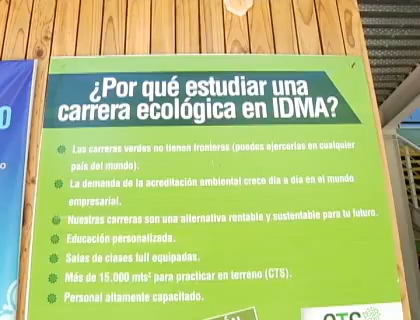 ¿Por qué estudiar una
carrera ecológica en IDMA?
Las carreras verdes no tienen fronteras (puedes ejercerlas en cualquier
país del mundo).
La demanda de la acreditación ambiental crece día a día en el mundo
empresarial.
Nuestras carreras son una alternativa rentable y sustentable para tu futuro.
Educación personalizada.
Salas de clases full equipadas.
Más de 15.000 mts² para practicar en terreno (CTS).
Personal altamente capacitado.
CTS